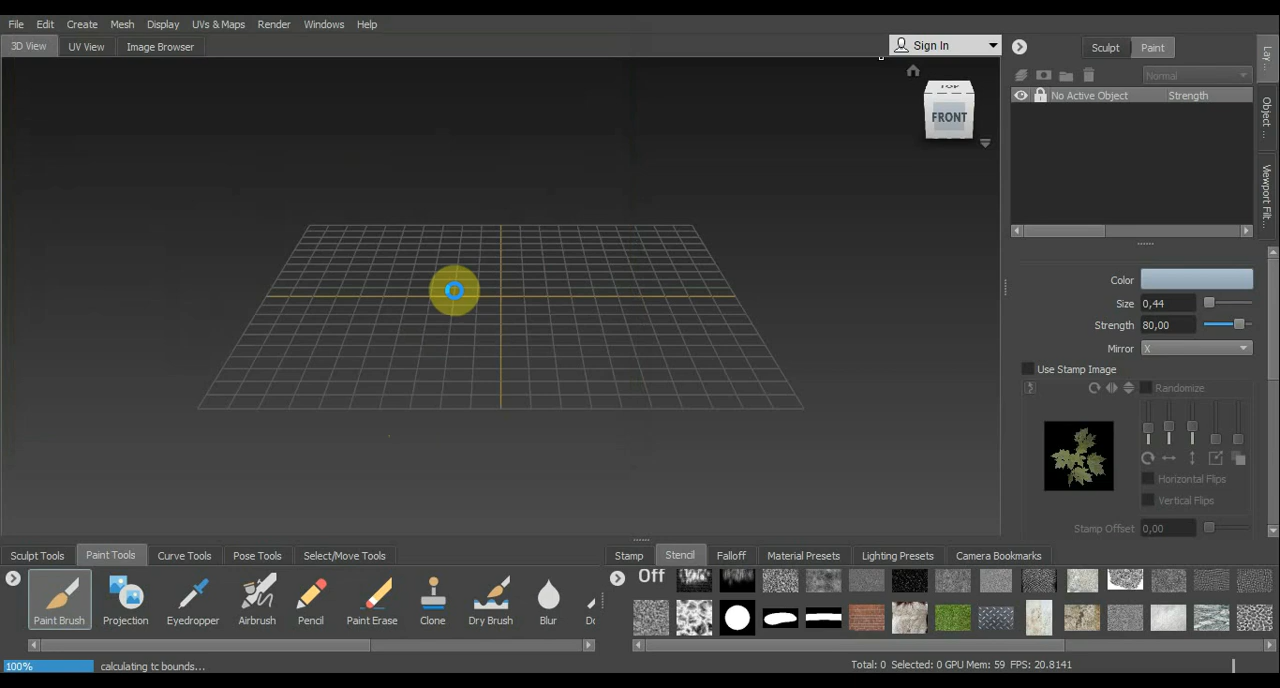 File Edit Create Mesh Display UVs & Maps Render Windows Help
3D View UV View Image Browser
Sign In
Sculpt Paint
Lay...
Normal
TOP
FRONT
No Active Object Strength
Object ...
Viewport Filt...
Color
Size 0,44
Strength 80,00
Mirror X
Use Stamp Image
Randomize
Horizontal Flips
Vertical Flips
Stamp Offset 0,00
Sculpt Tools Paint Tools Curve Tools Pose Tools Select/Move Tools
Stamp Stencil Falloff Material Presets Lighting Presets Camera Bookmarks
Off
Paint Brush Projection Eyedropper Airbrush Pencil Paint Erase Clone Dry Brush Blur
100% calculating tc bounds...
Total: 0 Selected: 0 GPU Mem: 59 FPS: 20.8141